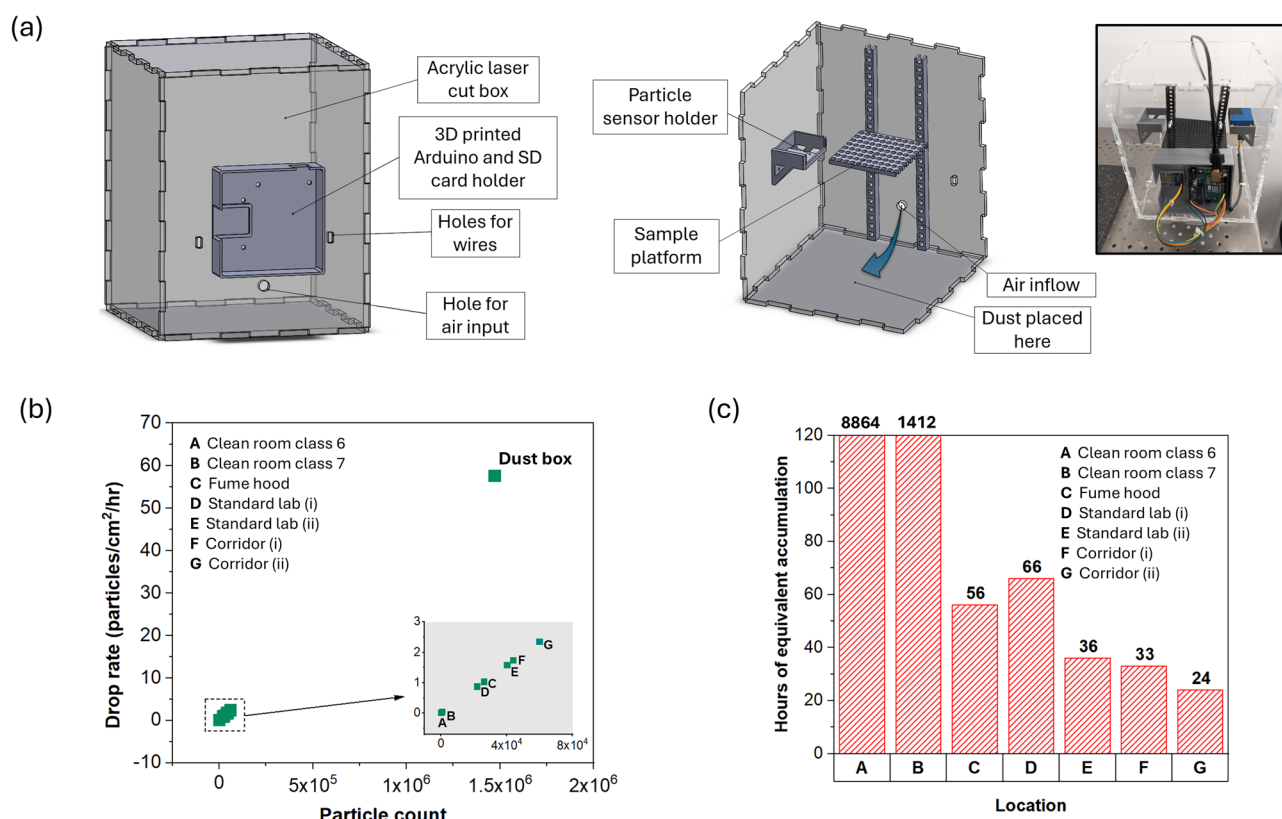 (a)
Acrylic laser
cut box
3D printed
Arduino and SD
card holder
Holes for
wires
Hole for
air input
Particle
sensor holder
Sample
platform
Air inflow
Dust placed
here
(b)
Drop rate (particles/cm²/hr)
70
60
50
40
30
20
10
0
-10
A Clean room class 6
B Clean room class 7
C Fume hood
D Standard lab (i)
E Standard lab (ii)
F Corridor (i)
G Corridor (ii)
Dust box
3
2
1
0
A
B
D
C
E
F
G
0
4x10⁴
8x10⁴
0
5x10⁵
1x10⁶
1.5x10⁶
2x10⁶
Particle count
(c)
Hours of equivalent accumulation
120
100
80
60
40
20
0
8864
1412
56
66
36
33
24
A Clean room class 6
B Clean room class 7
C Fume hood
D Standard lab (i)
E Standard lab (ii)
F Corridor (i)
G Corridor (ii)
A B C D E F G
Location